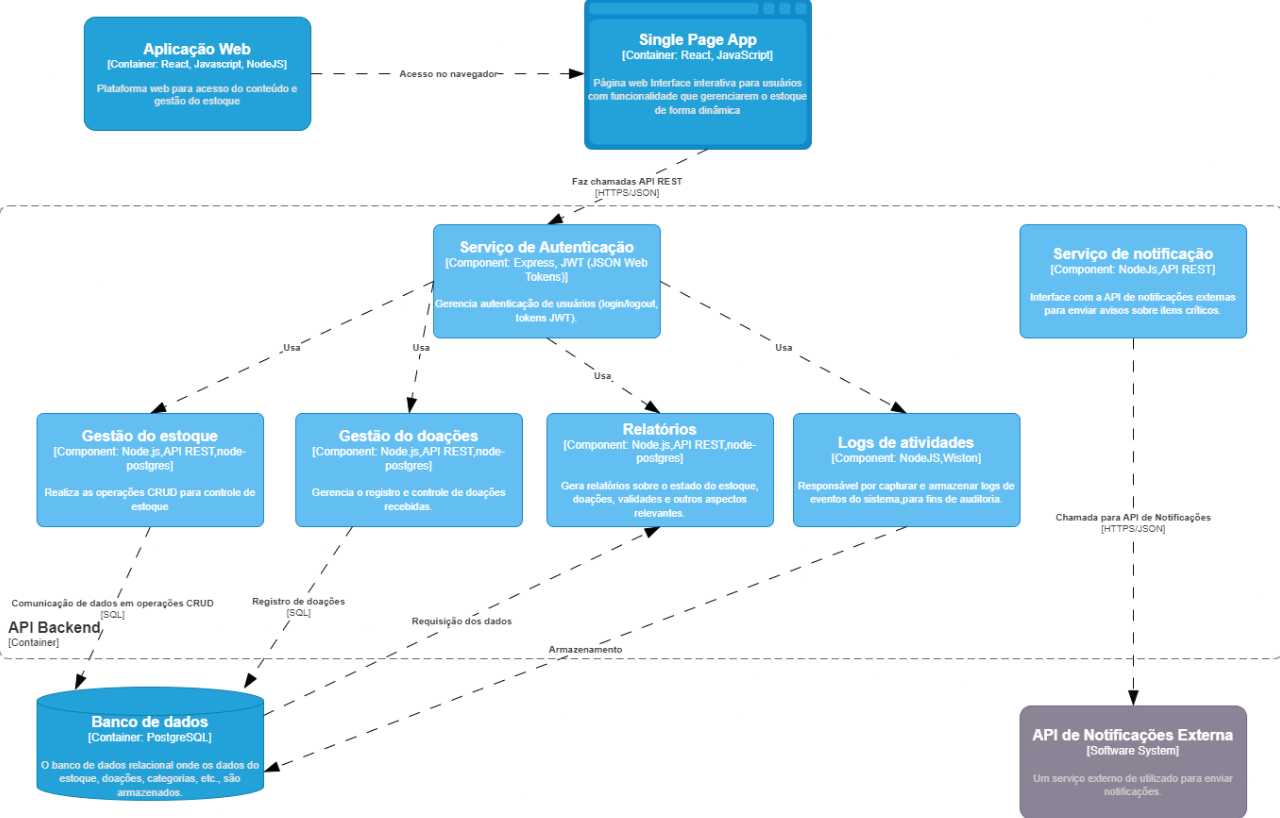 Aplicação Web
[Container: React, Javascript, NodeJS]
Plataforma web para acesso do conteúdo e
gestão do estoque
Acesso no navegador
Single Page App
[Container: React, JavaScript]
Página web Interface interativa para usuários
com funcionalidade que gerenciarem o estoque
de forma dinâmica
Faz chamadas API REST
[HTTPS/JSON]
Serviço de Autenticação
[Component: Express, JWT (JSON Web
Tokens)]
Gerencia autenticação de usuários (login/logout,
tokens JWT).
Serviço de notificação
[Component: NodeJs,API REST]
Interface com a API de notificações externas
para enviar avisos sobre itens críticos.
Usa
Usa
Usa
Usa
Gestão do estoque
[Component: Node.js,API REST,node-
postgres]
Realiza as operações CRUD para controle de
estoque
Gestão do doações
[Component: Node.js,API REST,node-
postgres]
Gerencia o registro e controle de doações
recebidas.
Relatórios
[Component: Node.js,API REST,node-
postgres]
Gera relatórios sobre o estado do estoque,
doações, validades e outros aspectos
relevantes.
Logs de atividades
[Component: NodeJS,Wiston]
Responsável por capturar e armazenar logs de
eventos do sistema,para fins de auditoria.
Chamada para API de Notificações
[HTTPS/JSON]
Comunicação de dados em operações CRUD
[SQL]
Registro de doações
[SQL]
Requisição dos dados
Armazenamento
API Backend
[Container]
Banco de dados
[Container: PostgreSQL]
O banco de dados relacional onde os dados do
estoque, doações, categorias, etc., são
armazenados.
API de Notificações Externa
[Software System]
Um serviço externo de utilizado para enviar
notificações.